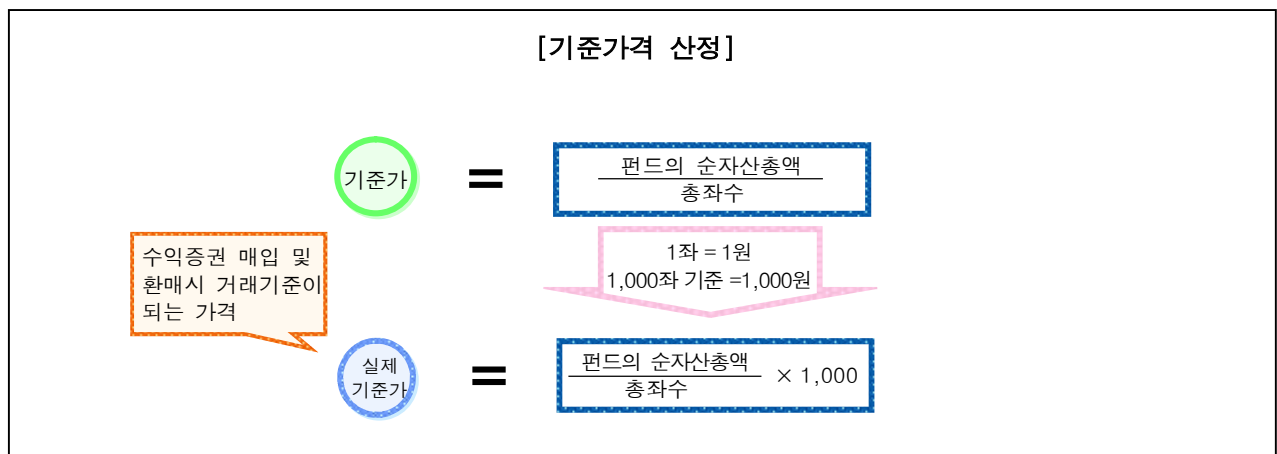 [기준가격 산정]
기준가
=
펀드의 순자산총액
총좌수
수익증권 매입 및
환매시 거래기준이
되는 가격
1좌 = 1원
1,000좌 기준 =1,000원
실제
기준가
=
펀드의 순자산총액
총좌수
× 1,000